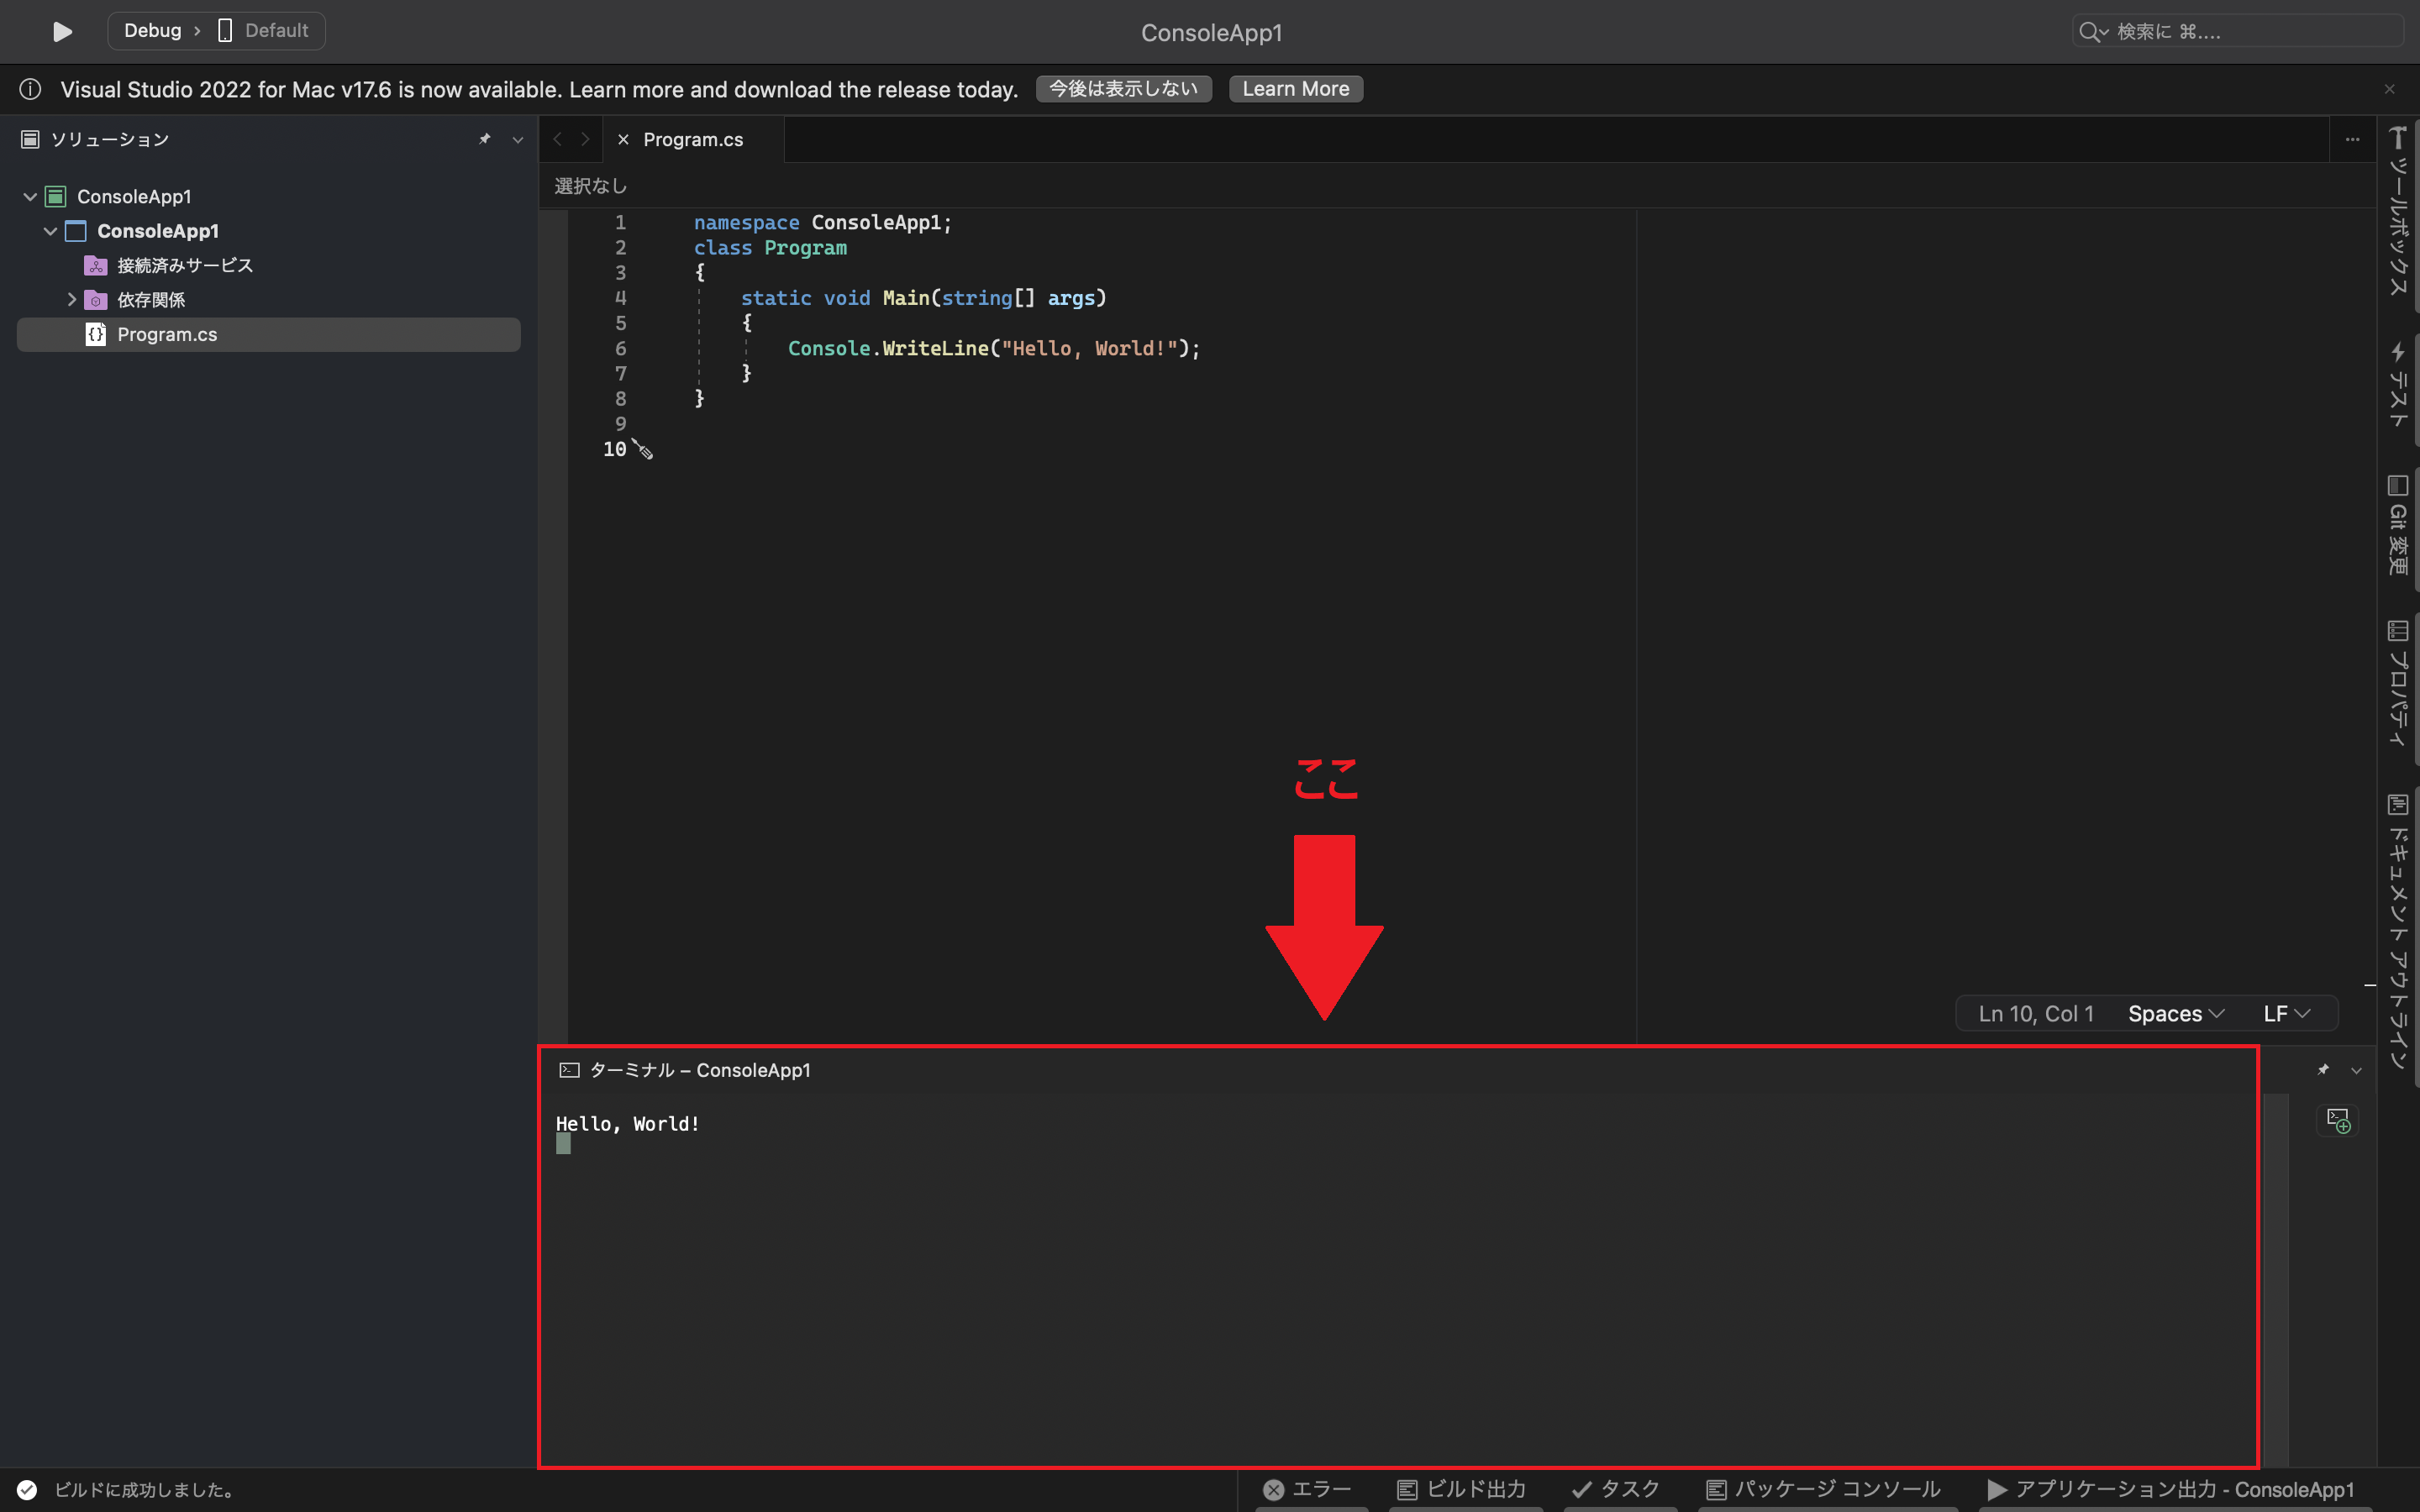 Debug › Default
ConsoleApp1
検索に ⌘....
Visual Studio 2022 for Mac v17.6 is now available. Learn more and download the release today.
今後は表示しない
Learn More
ソリューション
ConsoleApp1
ConsoleApp1
接続済みサービス
依存関係
Program.cs
Program.cs
選択なし
1 namespace ConsoleApp1;
2 class Program
3 {
4 static void Main(string[] args)
5 {
6 Console.WriteLine("Hello, World!");
7 }
8 }
9
10
ここ
Ln 10, Col 1 Spaces LF
ターミナル – ConsoleApp1
Hello, World!
ツールボックス
テスト
Git 変更
プロパティ
ドキュメント アウトライン
ビルドに成功しました。
エラー
ビルド出力
タスク
パッケージ コンソール
アプリケーション出力 - ConsoleApp1